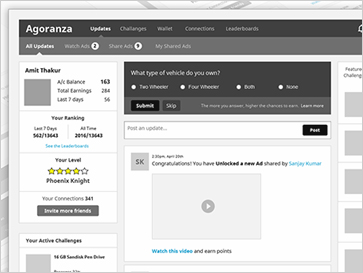 Agoranza Updates Challenges Wallet Connections Leaderboards
All Updates Watch Ads 2 Share Ads 9 My Shared Ads
Amit Thakur
A/c Balance 163
Total Earnings 284
Last 7 days 56
Your Ranking
Last 7 Days All Time
562/13643 2016/13643
See the Leaderboards
Your Level
Phoenix Knight
Your Connections 341
Invite more friends
Your Active Challenges
16 GB Sandisk Pen Drive
What type of vehicle do you own?
Two Wheeler Four Wheeler Both None
Submit Skip The more you answer, higher the chances to earn Learn more
Post an update...
Post
SK
2:30pm, April 25th
Congratulations! You have Unlocked a new Ad shared by Sanjay Kumar
Watch this video and earn points